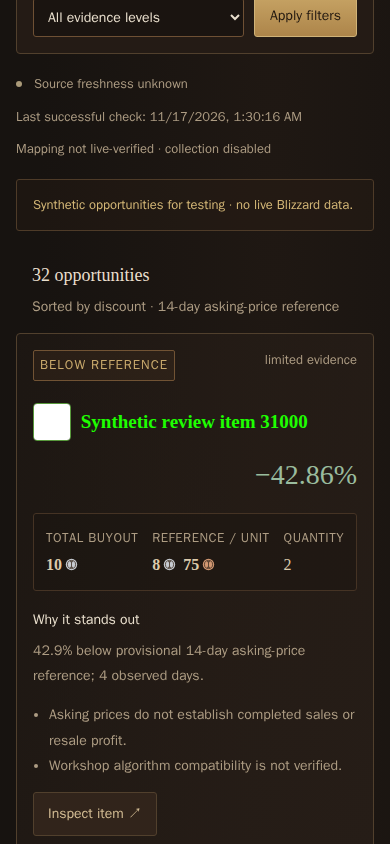 All evidence levels
Apply filters
Source freshness unknown
Last successful check: 11/17/2026, 1:30:16 AM
Mapping not live-verified · collection disabled
Synthetic opportunities for testing · no live Blizzard data.
32 opportunities
Sorted by discount · 14-day asking-price reference
BELOW REFERENCE
limited evidence
Synthetic review item 31000
−42.86%
TOTAL BUYOUT REFERENCE / UNIT QUANTITY
10 8 75 2
Why it stands out
42.9% below provisional 14-day asking-price
reference; 4 observed days.
• Asking prices do not establish completed sales or
resale profit.
• Workshop algorithm compatibility is not verified.
Inspect item ↗